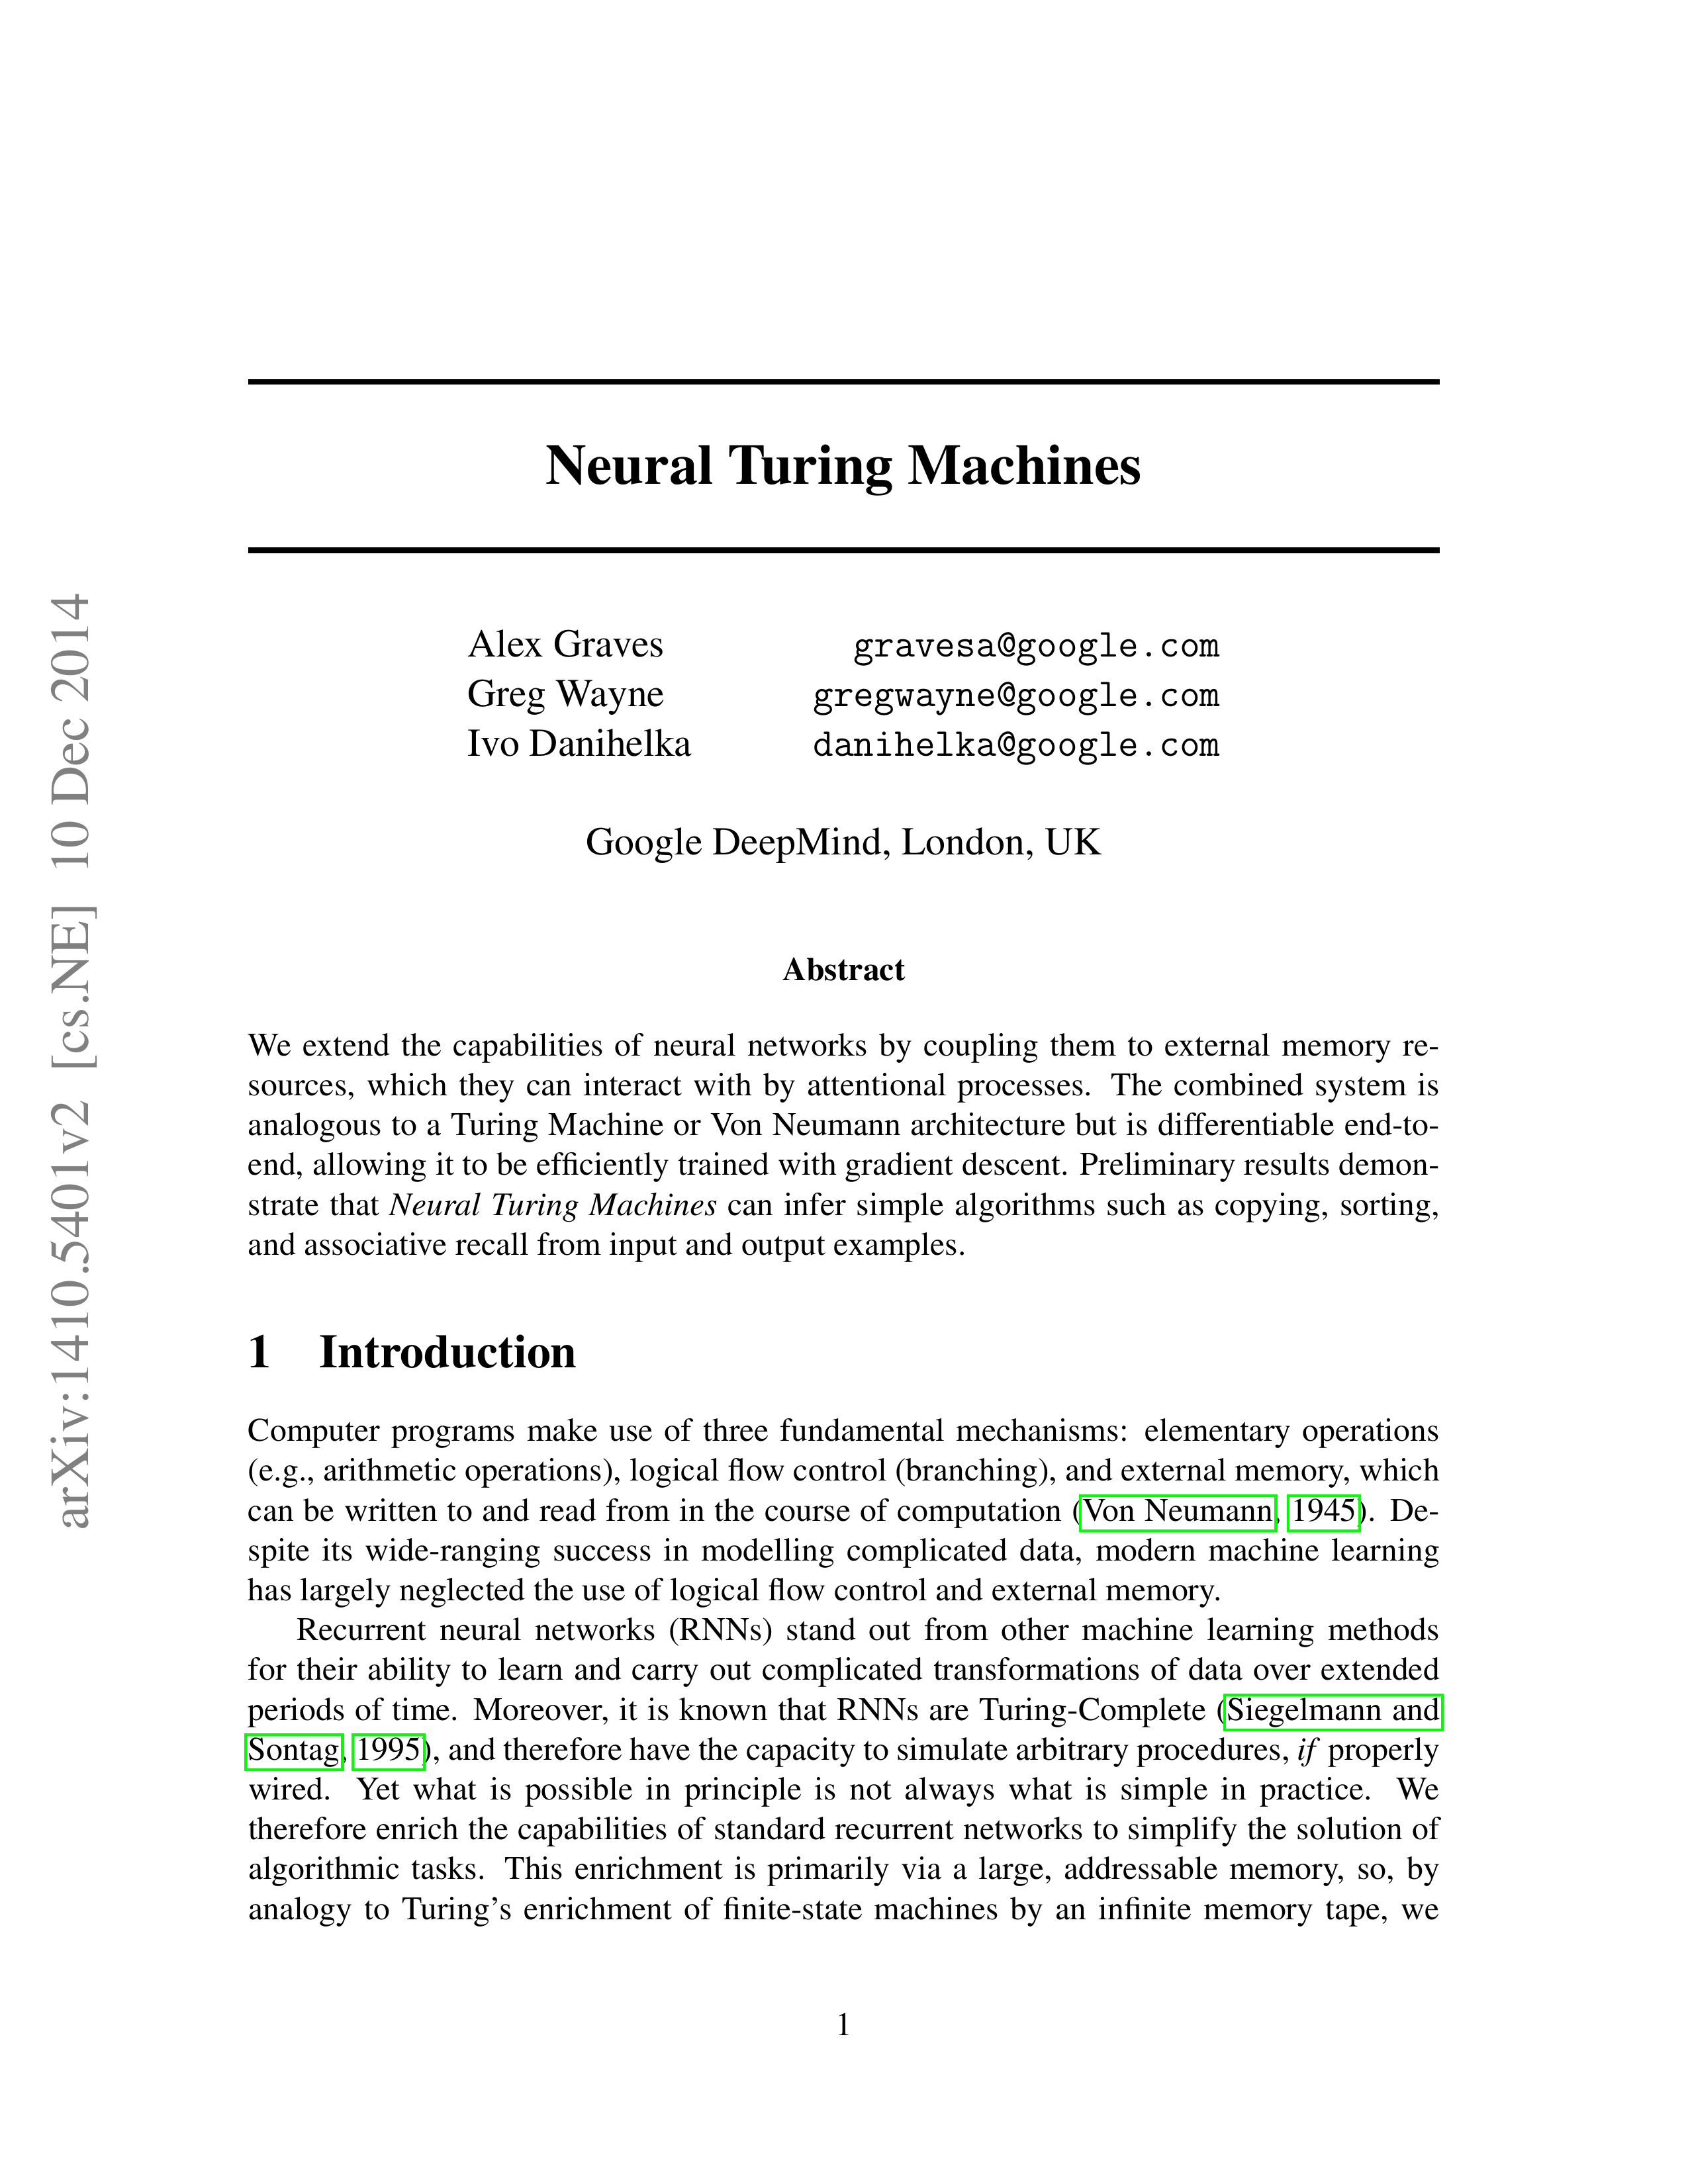 arXiv:1410.5401v2 [cs.NE] 10 Dec 2014
Neural Turing Machines
Alex Graves gravesa@google.com
Greg Wayne gregwayne@google.com
Ivo Danihelka danihelka@google.com
Google DeepMind, London, UK
Abstract
We extend the capabilities of neural networks by coupling them to external memory re-
sources, which they can interact with by attentional processes. The combined system is
analogous to a Turing Machine or Von Neumann architecture but is differentiable end-to-
end, allowing it to be efficiently trained with gradient descent. Preliminary results demon-
strate that Neural Turing Machines can infer simple algorithms such as copying, sorting,
and associative recall from input and output examples.
1 Introduction
Computer programs make use of three fundamental mechanisms: elementary operations
(e.g., arithmetic operations), logical flow control (branching), and external memory, which
can be written to and read from in the course of computation (Von Neumann, 1945). De-
spite its wide-ranging success in modelling complicated data, modern machine learning
has largely neglected the use of logical flow control and external memory.
Recurrent neural networks (RNNs) stand out from other machine learning methods
for their ability to learn and carry out complicated transformations of data over extended
periods of time. Moreover, it is known that RNNs are Turing-Complete (Siegelmann and
Sontag, 1995), and therefore have the capacity to simulate arbitrary procedures, if properly
wired. Yet what is possible in principle is not always what is simple in practice. We
therefore enrich the capabilities of standard recurrent networks to simplify the solution of
algorithmic tasks. This enrichment is primarily via a large, addressable memory, so, by
analogy to Turing's enrichment of finite-state machines by an infinite memory tape, we
1